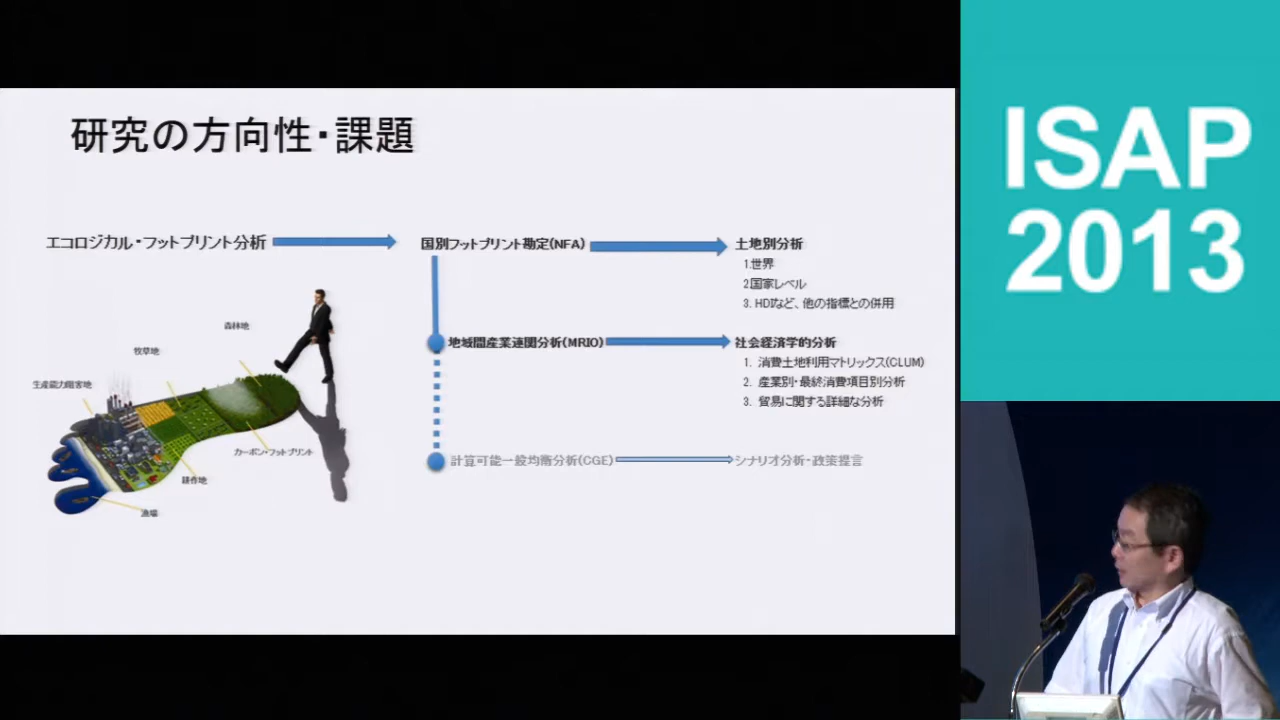 研究の方向性・課題
エコロジカル・フットプリント分析
国別フットプリント勘定(NFA)
土地別分析
1.世界
2国家レベル
3. HDIなど、他の指標との併用
地域間産業連関分析(MRIO)
社会経済学的分析
1. 消費土地利用マトリックス(CLUM)
2. 産業別・最終消費項目別分析
3. 貿易に関する詳細な分析
計算可能一般均衡分析(CGE)
シナリオ分析・政策提言
森林地
牧草地
生産能力阻害地
カーボン・フットプリント
耕作地
漁場
ISAP
2013